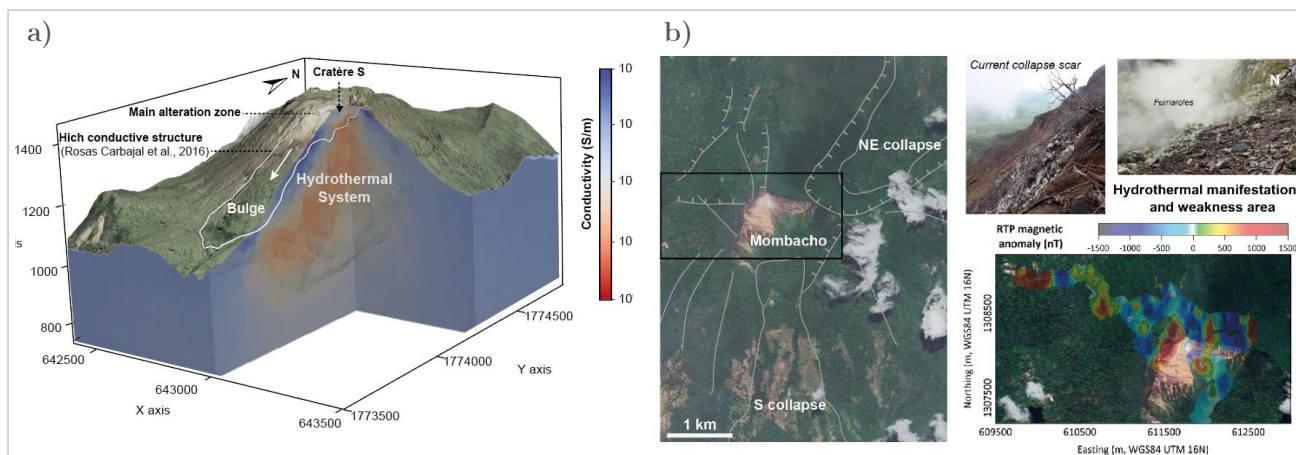 a)
N
Cratère S
Main alteration zone
Hich conductive structure
(Rosas Carbajal et al., 2016)
Hydrothermal
System
Bulge
1400
1200
is
1000
800
642500
643000
643500
X axis
1773500
1774000
1774500
Y axis
Conductivity (S/m)
10
10
10
10
10
b)
NE collapse
Mombacho
S collapse
1 km
Current collapse scar
Fumaroles
N
Hydrothermal manifestation
and weakness area
RTP magnetic
anomaly (nT)
-1500 -1000 -500 0 500 1000 1500
Northing (m, WGS84 UTM 16N)
1308500
1307500
609500 610500 611500 612500
Easting (m, WGS84 UTM 16N)